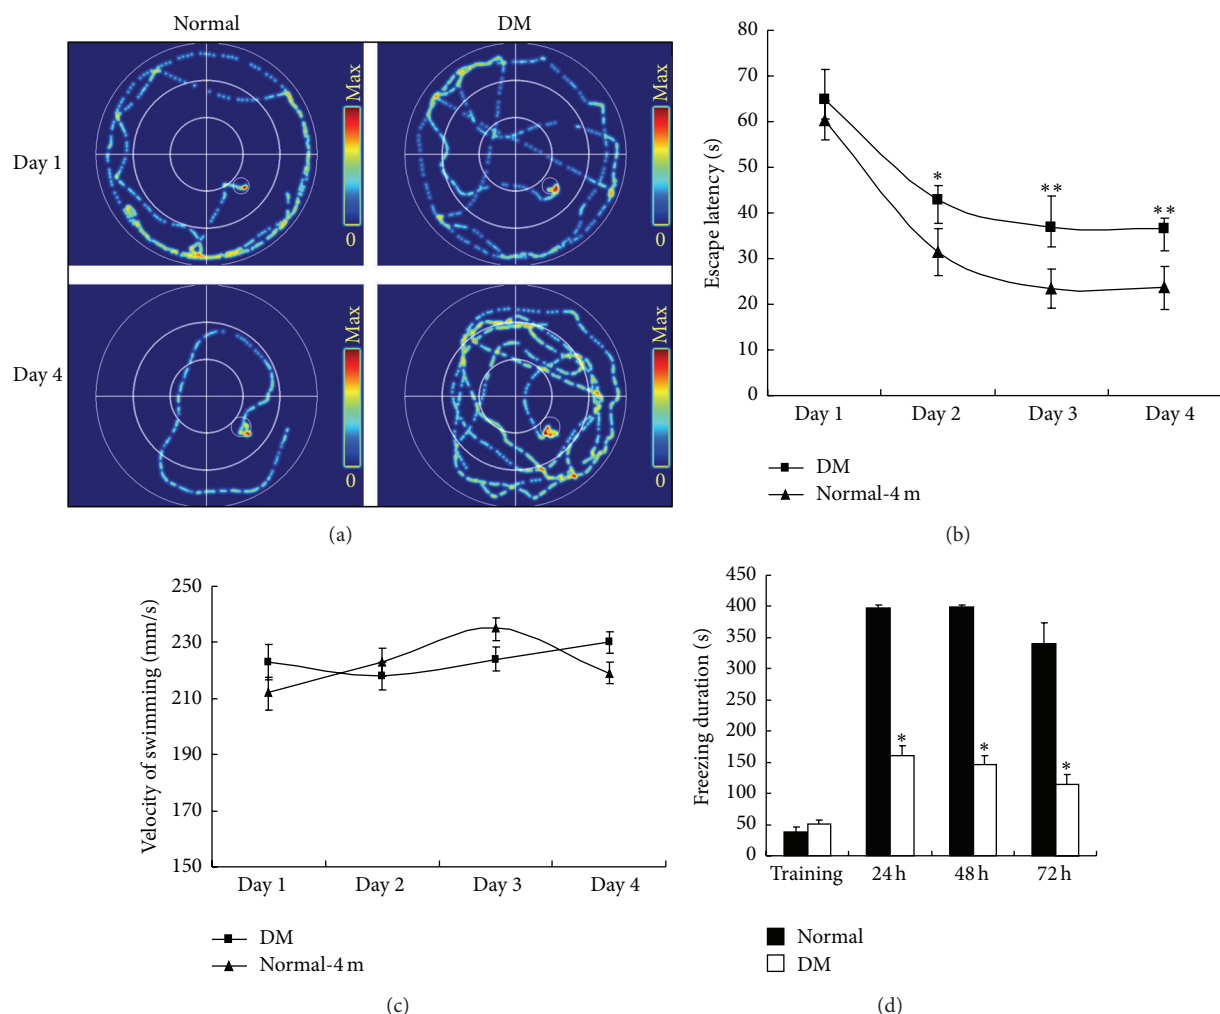 Normal
DM
Day 1
Max
0
Max
0
Day 4
Max
0
Max
0
(a)
Escape latency (s)
80
70
60
50
40
30
20
10
0
*
**
**
Day 1
Day 2
Day 3
Day 4
DM
Normal-4 m
(b)
Velocity of swimming (mm/s)
250
230
210
190
170
150
Day 1
Day 2
Day 3
Day 4
DM
Normal-4 m
(c)
Freezing duration (s)
450
400
350
300
250
200
150
100
50
0
*
*
*
Training
24 h
48 h
72 h
Normal
DM
(d)